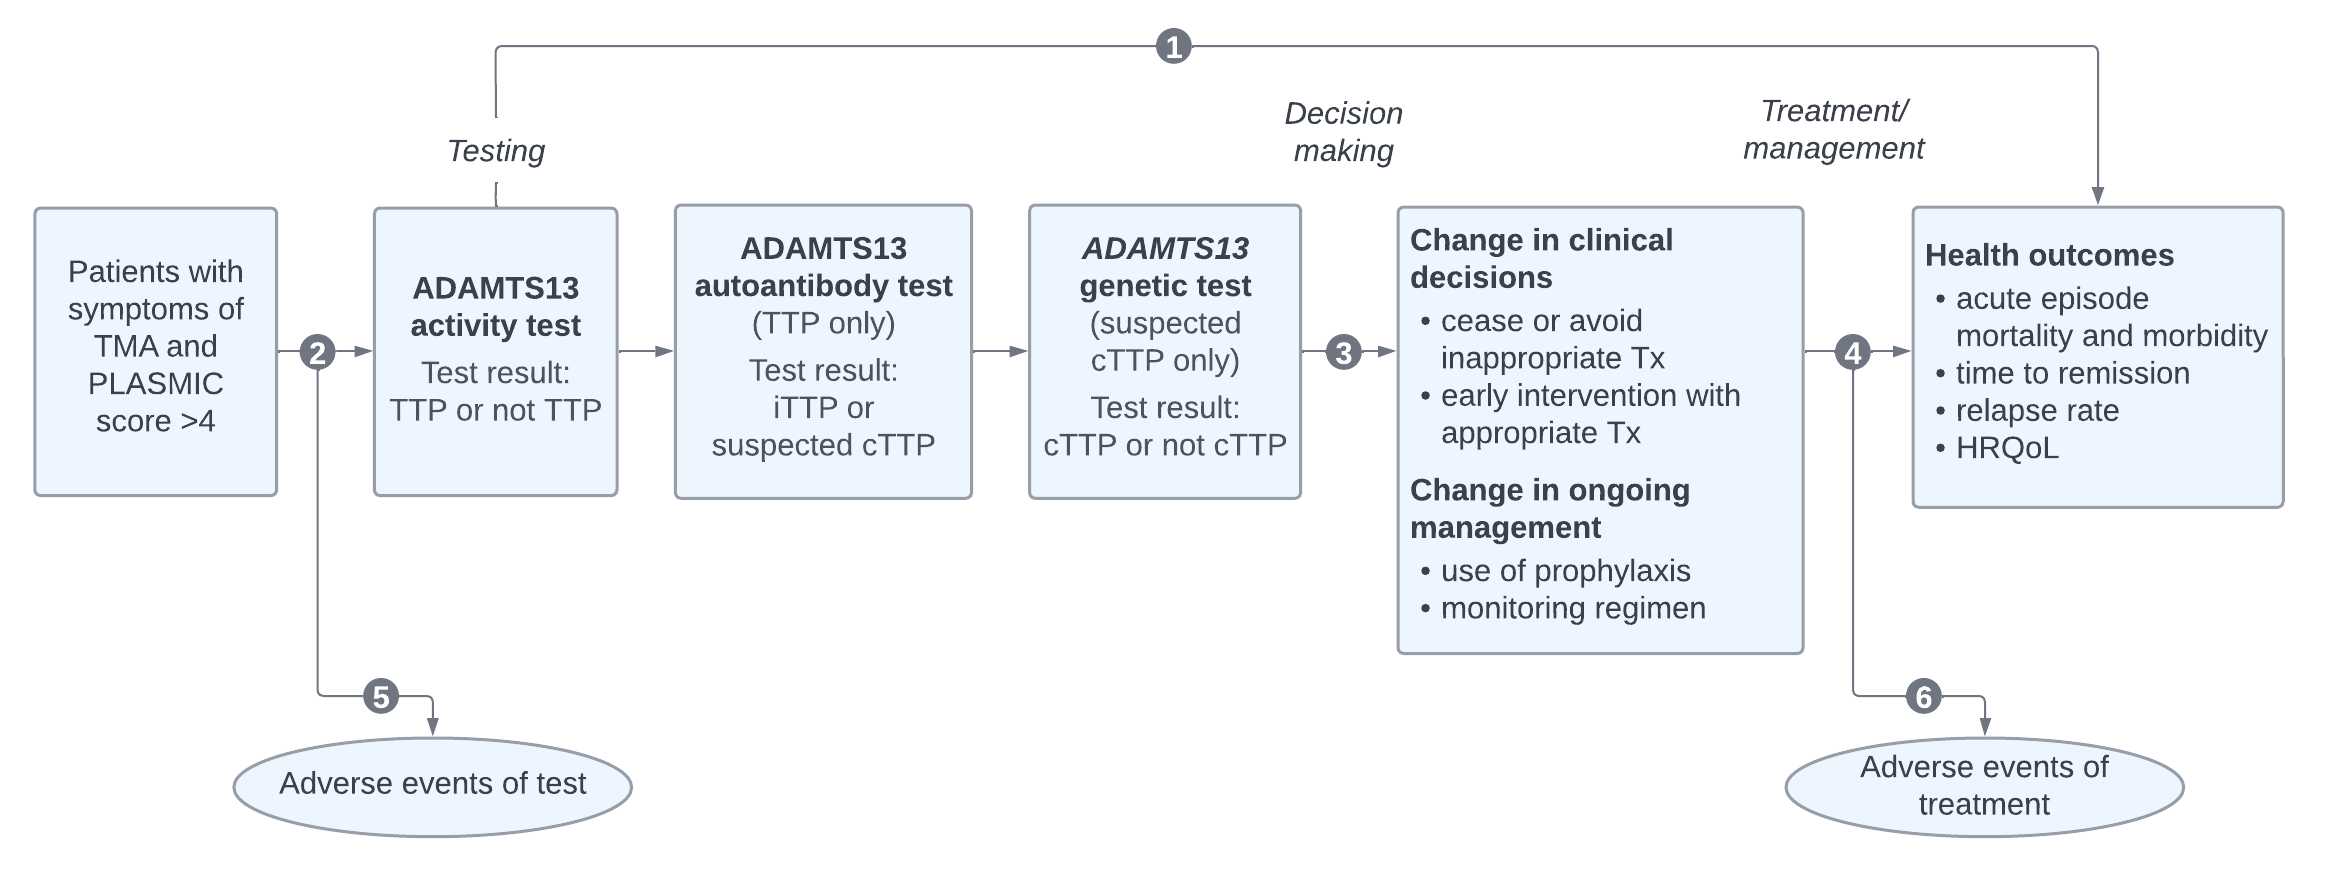 1
Testing
Decision
making
Treatment/
management
Patients with
symptoms of
TMA and
PLASMIC
score >4
2
ADAMTS13
activity test
Test result:
TTP or not TTP
ADAMTS13
autoantibody test
(TTP only)
Test result:
iTTP or
suspected cTTP
ADAMTS13
genetic test
(suspected
cTTP only)
Test result:
cTTP or not cTTP
3
Change in clinical
decisions
• cease or avoid
inappropriate Tx
• early intervention with
appropriate Tx
Change in ongoing
management
• use of prophylaxis
• monitoring regimen
4
Health outcomes
• acute episode
mortality and morbidity
• time to remission
• relapse rate
• HRQoL
5
Adverse events of test
6
Adverse events of
treatment